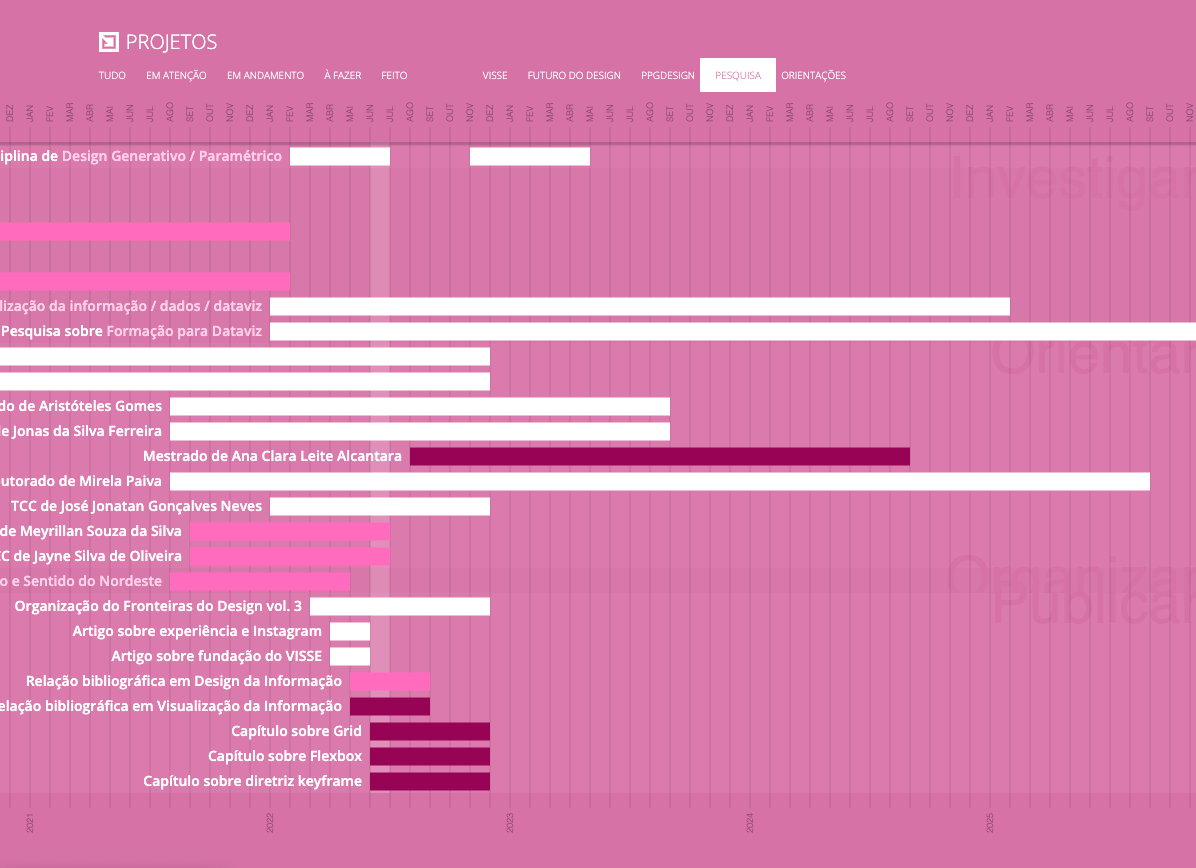 PROJETOS
TUDO EM ATENÇÃO EM ANDAMENTO À FAZER FEITO VISSE FUTURO DO DESIGN PPGDESIGN PESQUISA ORIENTAÇÕES
DEZ JAN FEV MAR ABR MAI JUN JUL AGO SET OUT NOV DEZ JAN FEV MAR ABR MAI JUN JUL AGO SET OUT NOV DEZ JAN FEV MAR ABR MAI JUN JUL AGO SET OUT NOV DEZ JAN FEV MAR ABR MAI JUN JUL AGO SET OUT NOV DEZ JAN FEV MAR ABR MAI JUN JUL AGO SET OUT NOV
iplina de Design Generativo / Paramétrico
Investigar
lização da informação / dados / dataviz
Pesquisa sobre Formação para Dataviz
Orientar
do de Aristóteles Gomes
de Jonas da Silva Ferreira
Mestrado de Ana Clara Leite Alcantara
outorado de Mirela Paiva
TCC de José Jonatan Gonçalves Neves
de Meyrillan Souza da Silva
CC de Jayne Silva de Oliveira
o e Sentido do Nordeste
Organizar
Organização do Fronteiras do Design vol. 3
Publicar
Artigo sobre experiência e Instagram
Artigo sobre fundação do VISSE
Relação bibliográfica em Design da Informação
elação bibliográfica em Visualização da Informação
Capítulo sobre Grid
Capítulo sobre Flexbox
Capítulo sobre diretriz keyframe
2021 2022 2023 2024 2025